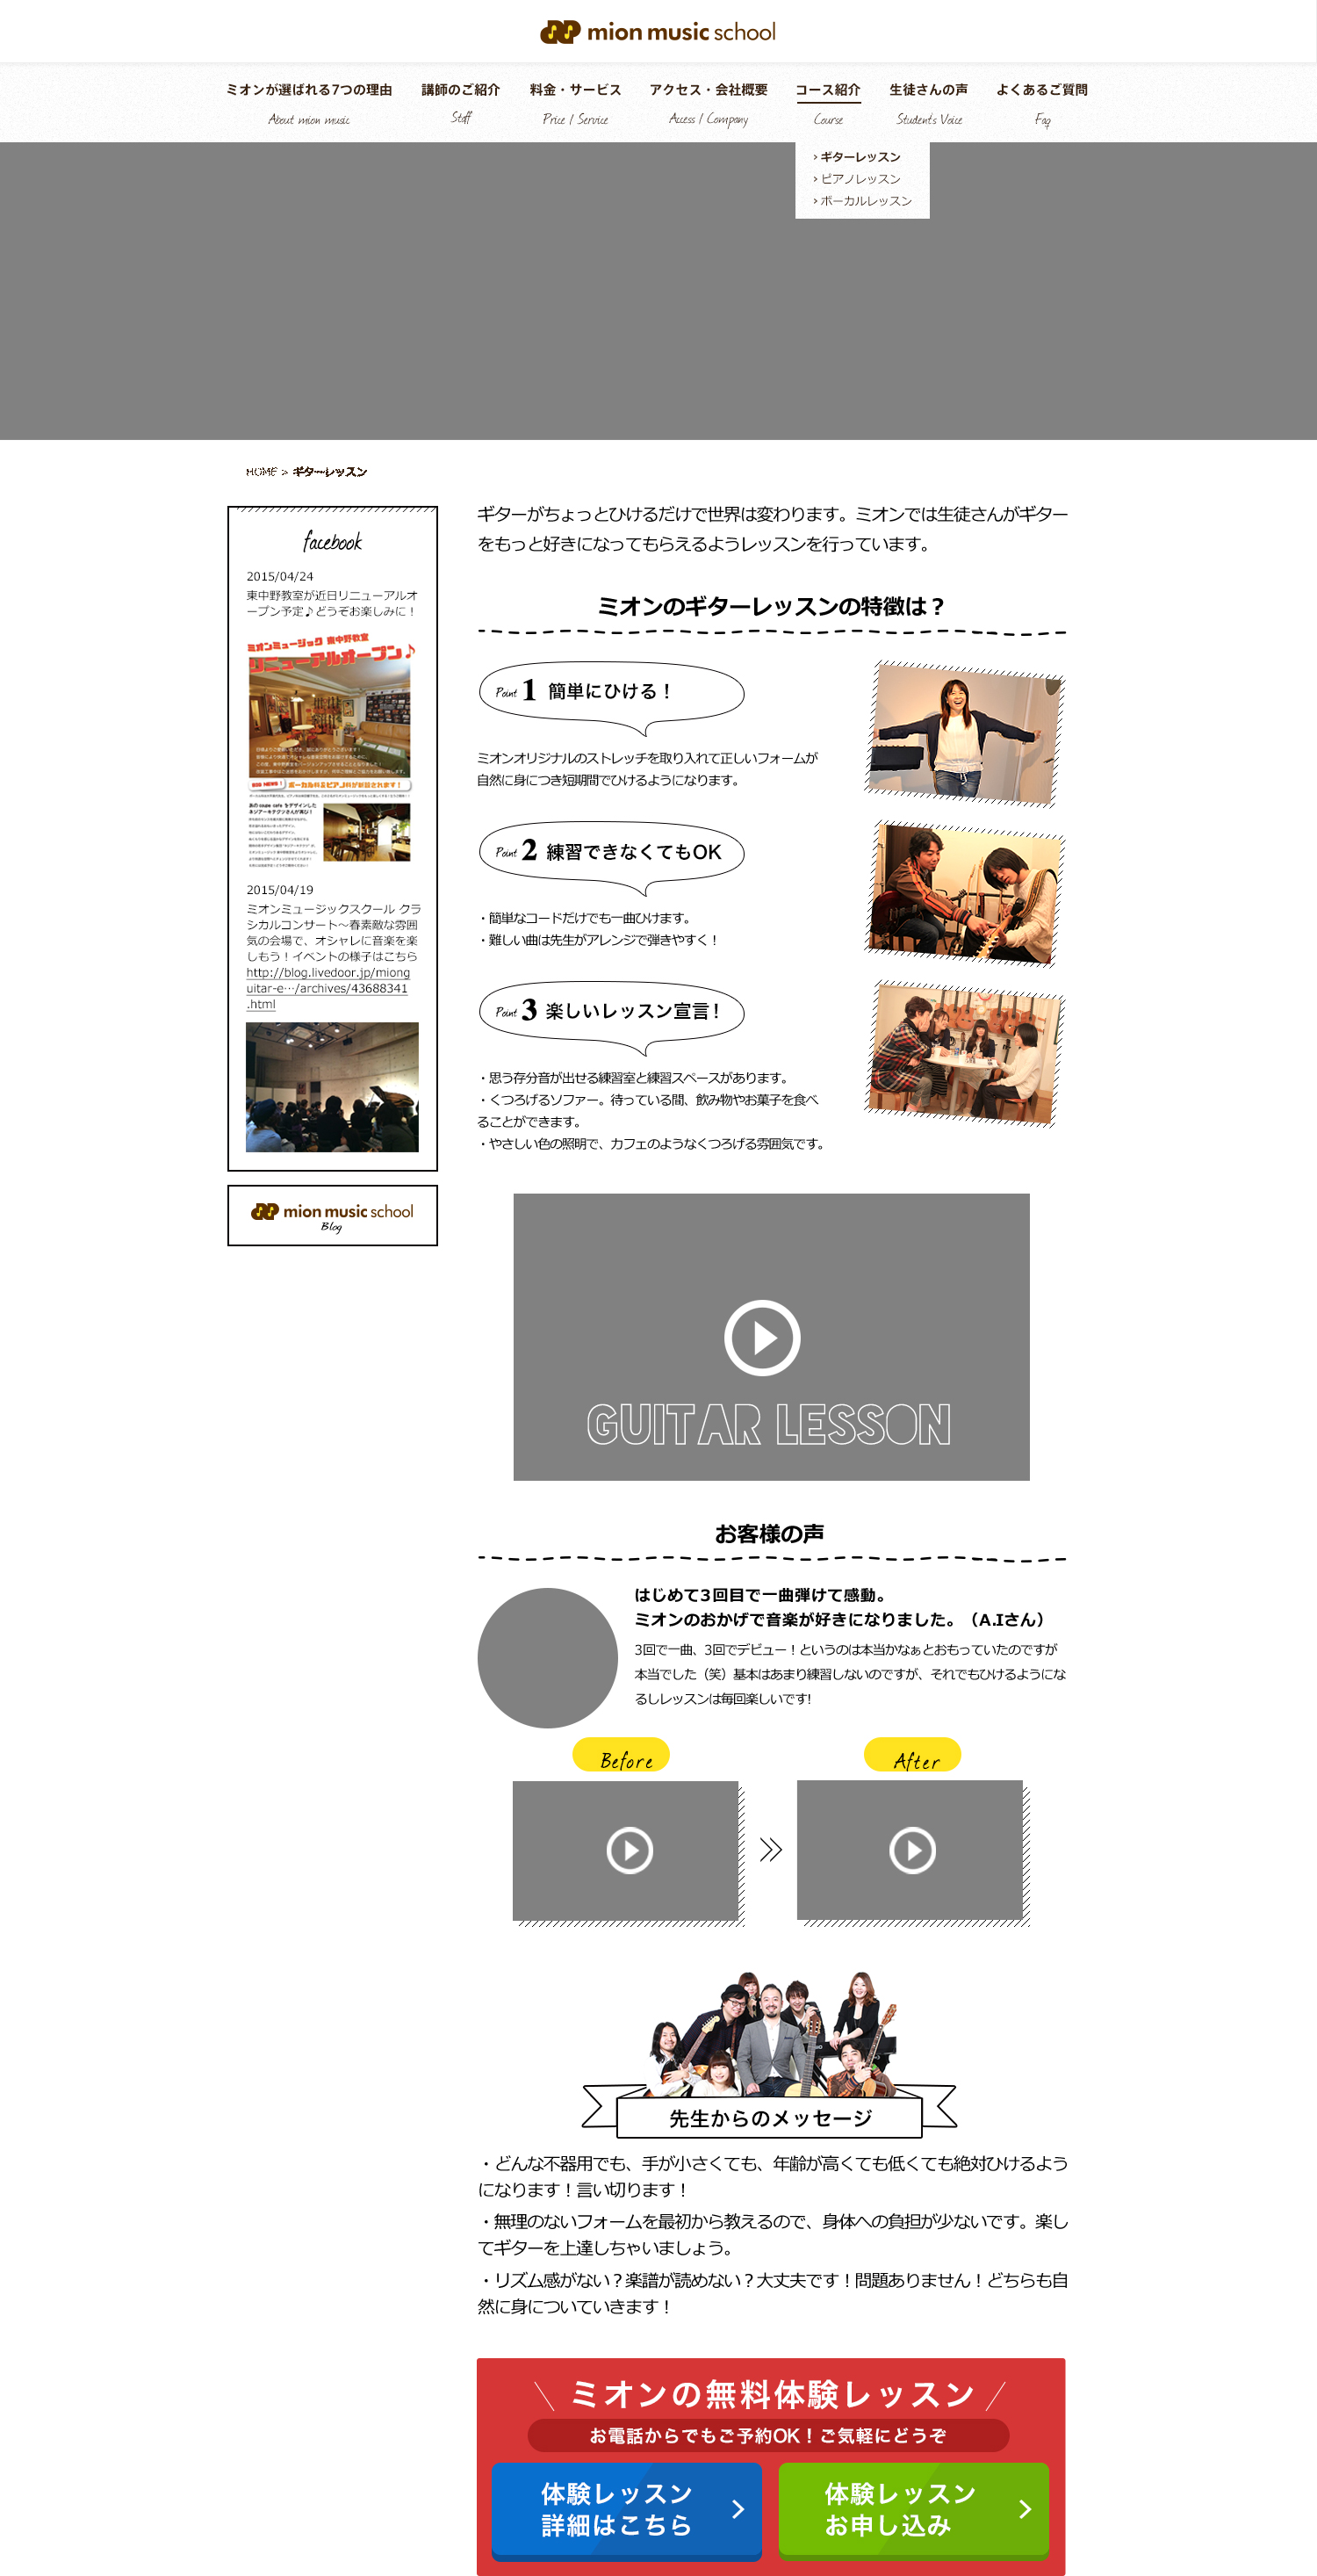 mion music school
ミオンが選ばれる7つの理由
About mion music
講師のご紹介
Staff
料金・サービス
Price / Service
アクセス・会社概要
Access / Company
コース紹介
Course
生徒さんの声
Students Voice
よくあるご質問
Faq
› ギターレッスン
› ピアノレッスン
› ボーカルレッスン
HOME > ギターレッスン
facebook
2015/04/24
東中野教室が近日リニューアルオ
ープン予定♪どうぞお楽しみに！
ミオンミュージック 東中野教室
リニューアルオープン♪
ボーカル科&ピアノ科が新設されます！
2015/04/19
ミオンミュージックスクール クラ
シカルコンサート〜春素敵な雰囲
気の会場で、オシャレに音楽を楽
しもう！イベントの様子はこちら
http://blog.livedoor.jp/miong
uitar-e…/archives/43688341
.html
mion music school
Blog
ギターがちょっとひけるだけで世界は変わります。ミオンでは生徒さんがギター
をもっと好きになってもらえるようレッスンを行っています。
ミオンのギターレッスンの特徴は？
Point 1 簡単にひける！
ミオンオリジナルのストレッチを取り入れて正しいフォームが
自然に身につき短期間でひけるようになります。
Point 2 練習できなくてもOK
・簡単なコードだけでも一曲ひけます。
・難しい曲は先生がアレンジで弾きやすく！
Point 3 楽しいレッスン宣言！
・思う存分音が出せる練習室と練習スペースがあります。
・くつろげるソファー。待っている間、飲み物やお菓子を食べ
ることができます。
・やさしい色の照明で、カフェのようなくつろげる雰囲気です。
GUITAR LESSON
お客様の声
はじめて3回目で一曲弾けて感動。
ミオンのおかげで音楽が好きになりました。（A.Iさん）
3回で一曲、3回でデビュー！というのは本当かなぁとおもっていたのですが
本当でした（笑）基本はあまり練習しないのですが、それでもひけるようにな
るしレッスンは毎回楽しいです!
Before
After
先生からのメッセージ
・どんな不器用でも、手が小さくても、年齢が高くても低くても絶対ひけるよう
になります！言い切ります！
・無理のないフォームを最初から教えるので、身体への負担が少ないです。楽し
てギターを上達しちゃいましょう。
・リズム感がない？楽譜が読めない？大丈夫です！問題ありません！どちらも自
然に身についていきます！
ミオンの無料体験レッスン
お電話からでもご予約OK！ご気軽にどうぞ
体験レッスン
詳細はこちら
体験レッスン
お申し込み